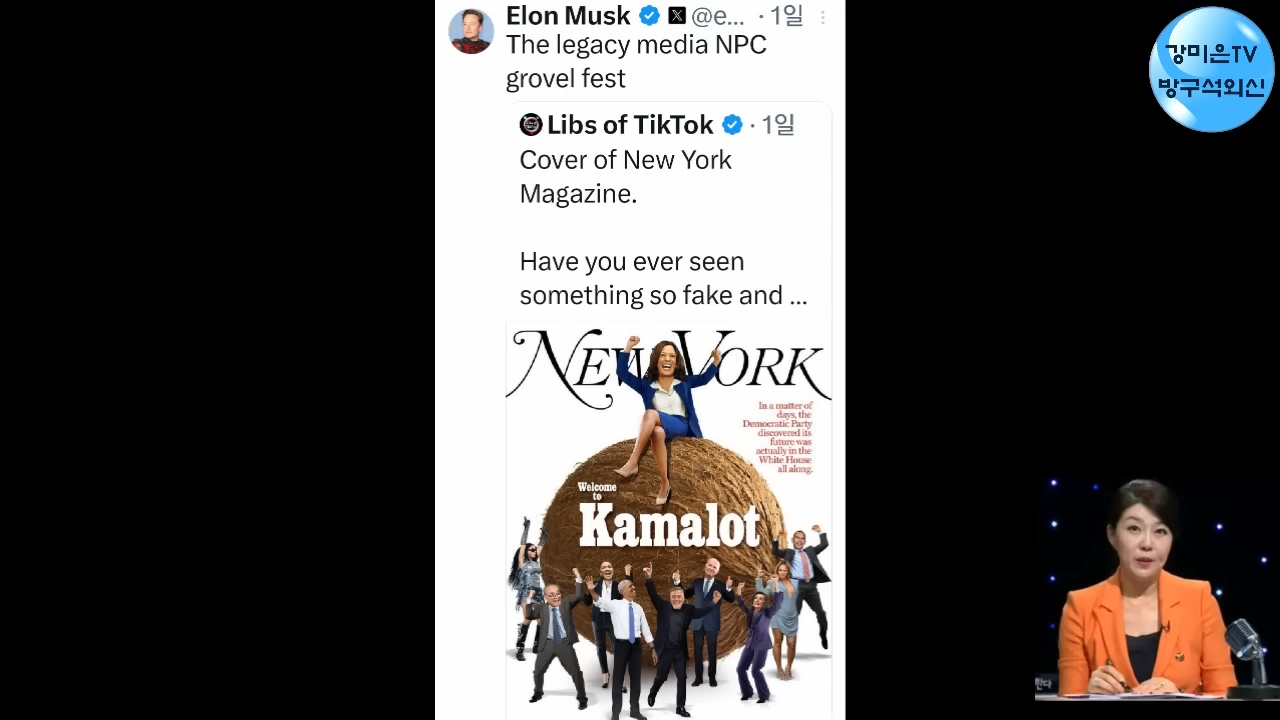 Elon Musk @e... · 1일
The legacy media NPC
grovel fest
Libs of TikTok · 1일
Cover of New York
Magazine.
Have you ever seen
something so fake and ...
NEW YORK
In a matter of
days, the
Democratic Party
discovered its
future was
actually in the
White House
all along.
Welcome
to
Kamalot
강미은TV
방구석외신
한다